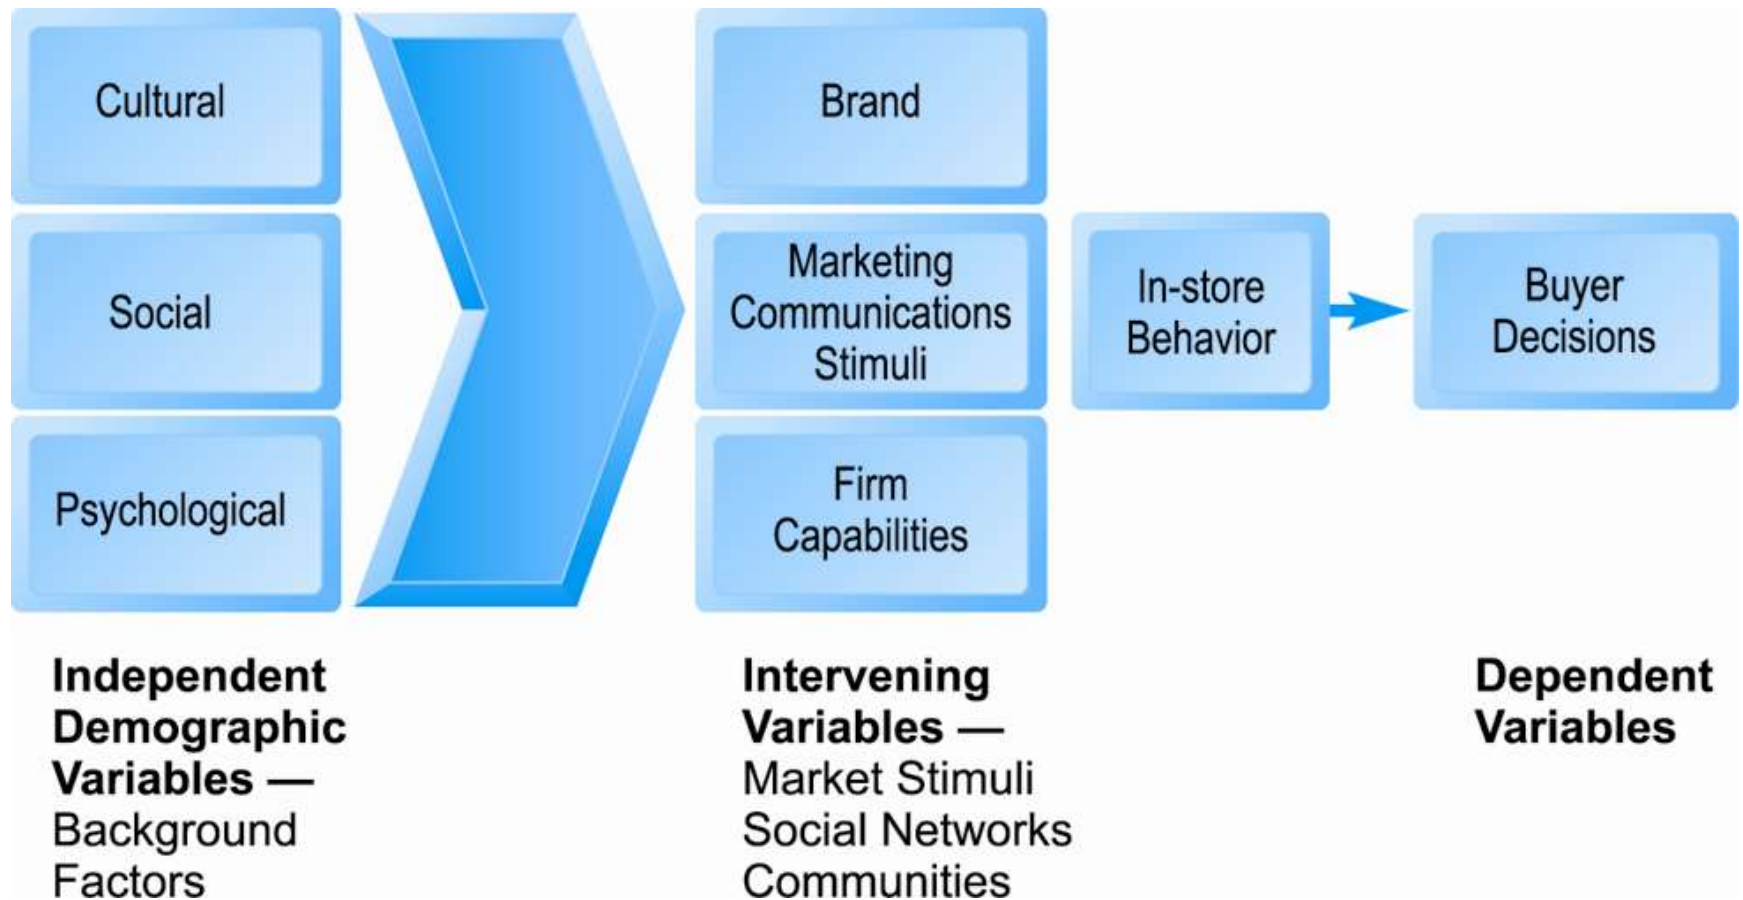 Cultural
Social
Psychological
Brand
Marketing
Communications
Stimuli
Firm
Capabilities
In-store
Behavior
Buyer
Decisions
Independent
Demographic
Variables —
Background
Factors
Intervening
Variables —
Market Stimuli
Social Networks
Communities
Dependent
Variables